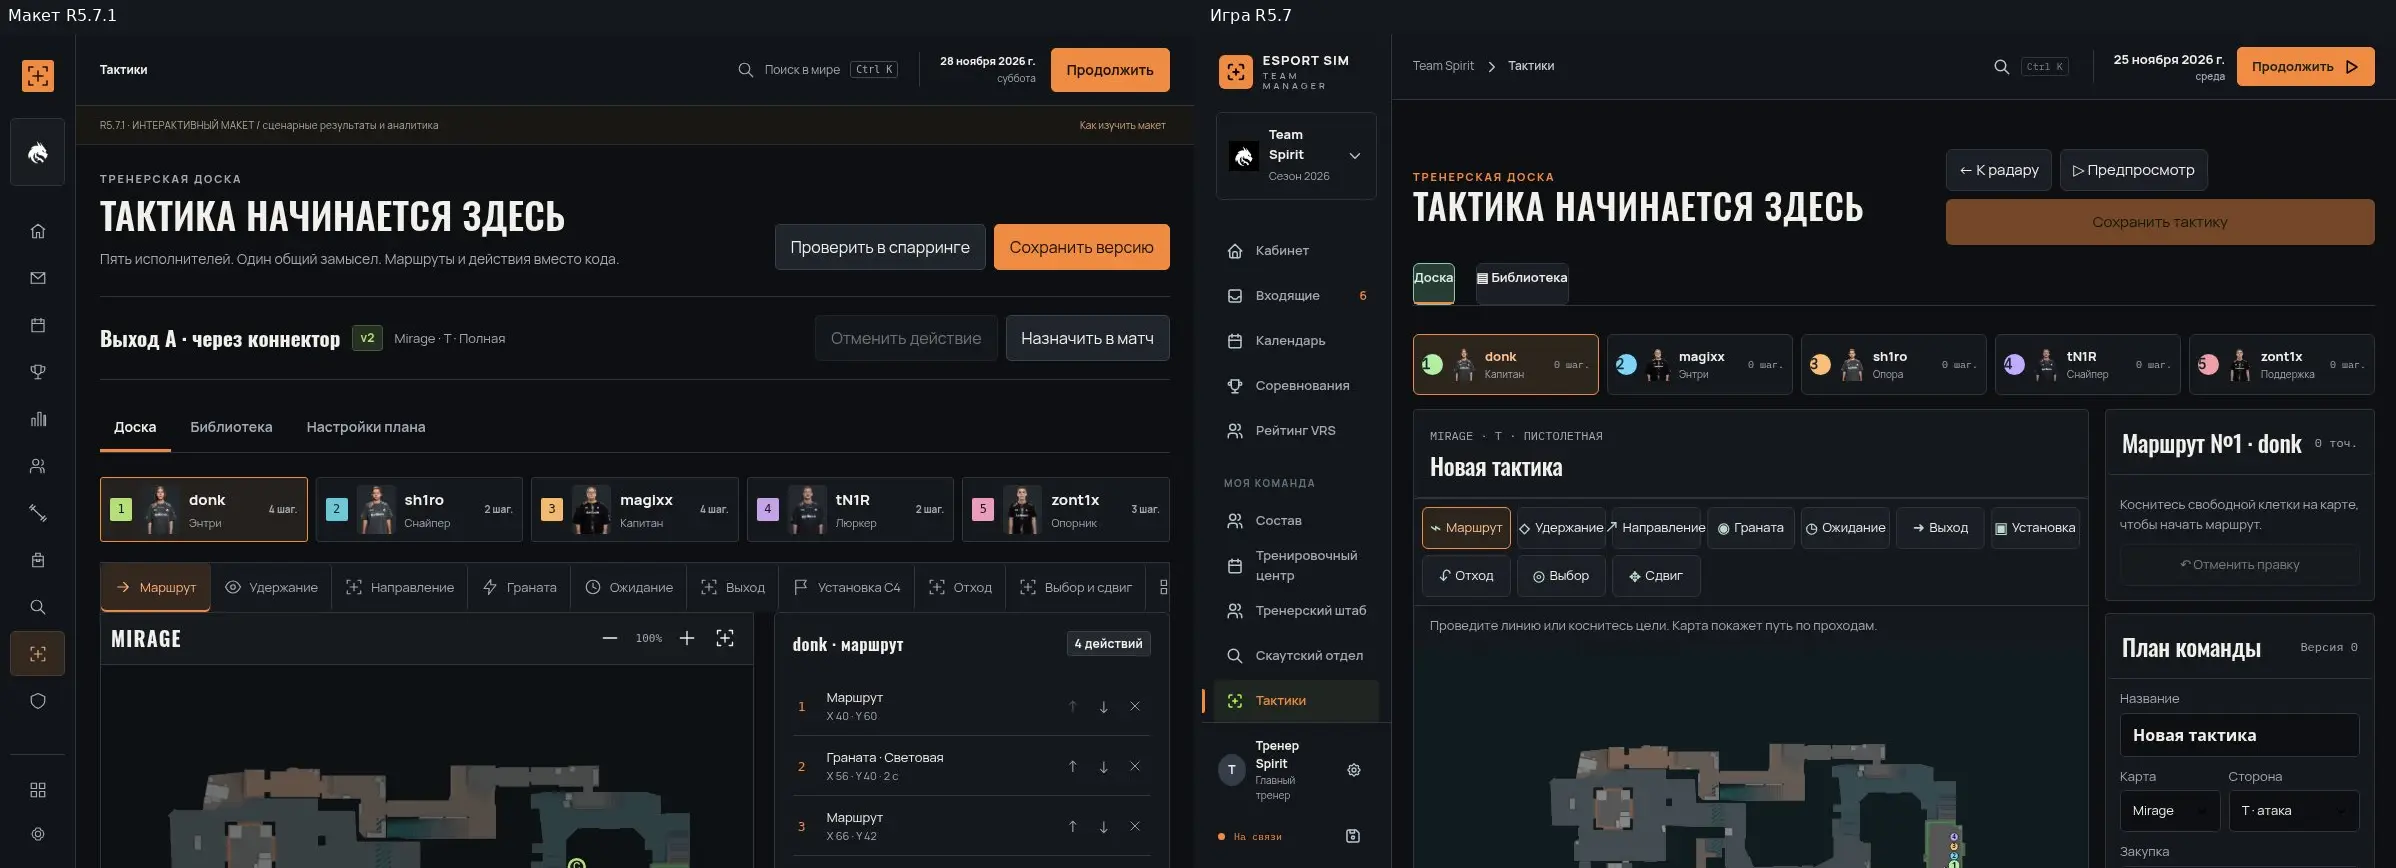 Макет R5.7.1
Тактики
Поиск в мире
Ctrl K
28 ноября 2026 г.
суббота
Продолжить
R5.7.1 · ИНТЕРАКТИВНЫЙ МАКЕТ / сценарные результаты и аналитика
Как изучить макет
ТРЕНЕРСКАЯ ДОСКА
ТАКТИКА НАЧИНАЕТСЯ ЗДЕСЬ
Пять исполнителей. Один общий замысел. Маршруты и действия вместо кода.
Проверить в спарринге
Сохранить версию
Выход А · через коннектор
v2
Mirage · T · Полная
Отменить действие
Назначить в матч
Доска
Библиотека
Настройки плана
1
donk
Энтри
4 шаг.
2
sh1ro
Снайпер
2 шаг.
3
magixx
Капитан
4 шаг.
4
tN1R
Люркер
2 шаг.
5
zont1x
Опорник
3 шаг.
Маршрут
Удержание
Направление
Граната
Ожидание
Выход
Установка C4
Отход
Выбор и сдвиг
MIRAGE
100%
donk · маршрут
4 действий
1
Маршрут
X 40 · Y 60
2
Граната · Световая
X 56 · Y 40 · 2 с
3
Маршрут
X 66 · Y 42
Игра R5.7
ESPORT SIM
TEAM
MANAGER
Team
Spirit
Сезон 2026
Кабинет
Входящие
6
Календарь
Соревнования
Рейтинг VRS
МОЯ КОМАНДА
Состав
Тренировочный
центр
Тренерский штаб
Скаутский отдел
Тактики
T
Тренер
Spirit
Главный
тренер
На связи
Team Spirit
Тактики
Ctrl K
25 ноября 2026 г.
среда
Продолжить
ТРЕНЕРСКАЯ ДОСКА
ТАКТИКА НАЧИНАЕТСЯ ЗДЕСЬ
← К радару
▷ Предпросмотр
Сохранить тактику
Доска
Библиотека
1
donk
Капитан
0 шаг.
2
magixx
Энтри
0 шаг.
3
sh1ro
Опора
0 шаг.
4
tN1R
Снайпер
0 шаг.
5
zont1x
Поддержка
0 шаг.
MIRAGE · T · ПИСТОЛЕТНАЯ
Новая тактика
Маршрут
◇ Удержание
↗ Направление
◉ Граната
◷ Ожидание
→ Выход
▣ Установка
Отход
◎ Выбор
✥ Сдвиг
Проведите линию или коснитесь цели. Карта покажет путь по проходам.
Маршрут №1 · donk
0 точ.
Коснитесь свободной клетки на карте,
чтобы начать маршрут.
↶ Отменить правку
План команды
Версия 0
Название
Новая тактика
Карта
Сторона
Mirage
T · атака
Закупка